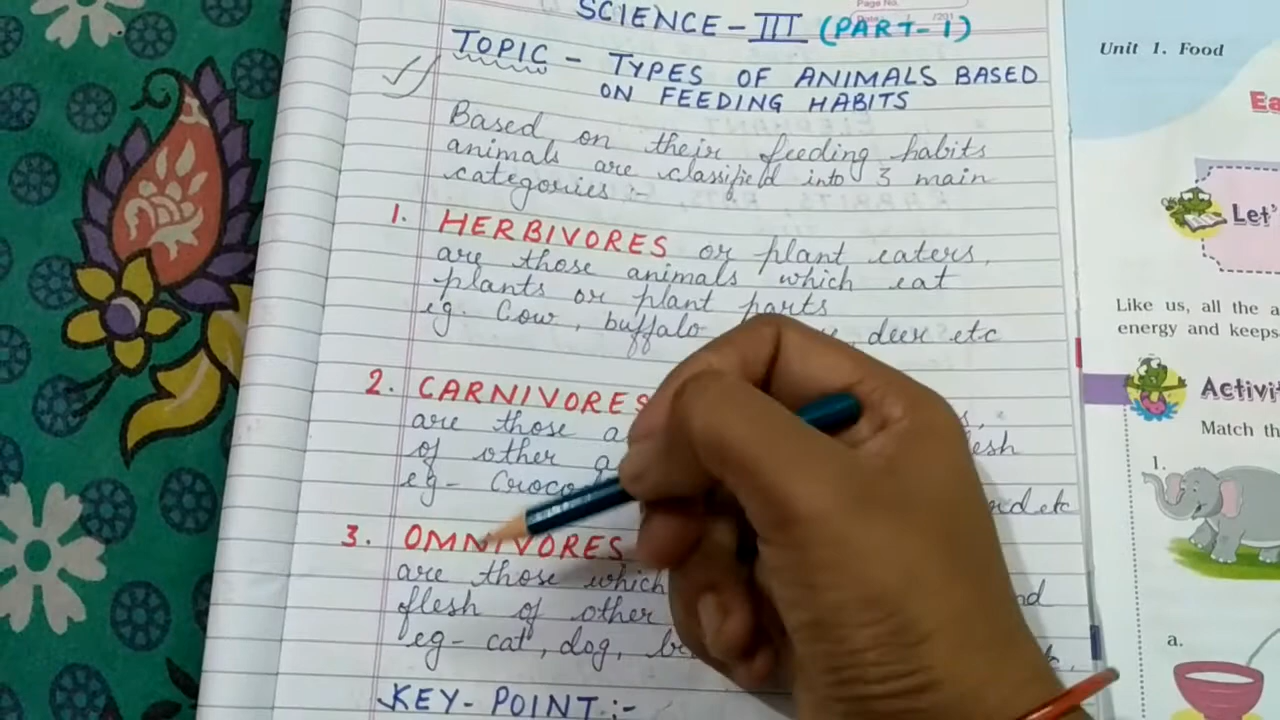 Page No.
Date /201
SCIENCE-III (PART-1)
TOPIC - TYPES OF ANIMALS BASED
ON FEEDING HABITS
Based on their feeding habits
animals are classified into 3 main
categories :-
1. HERBIVORES or plant eaters,
are those animals which eat
plants or plant parts
eg. Cow, buffalo deer etc
2. CARNIVORES
are those
of other
eg-
3. OMNIVORES
are those which
flesh of other
eg- cat, dog,
KEY-POINT :-
Unit 1. Food
Let'
Like us, all the a
energy and keeps
Activi
Match th
1.
a.